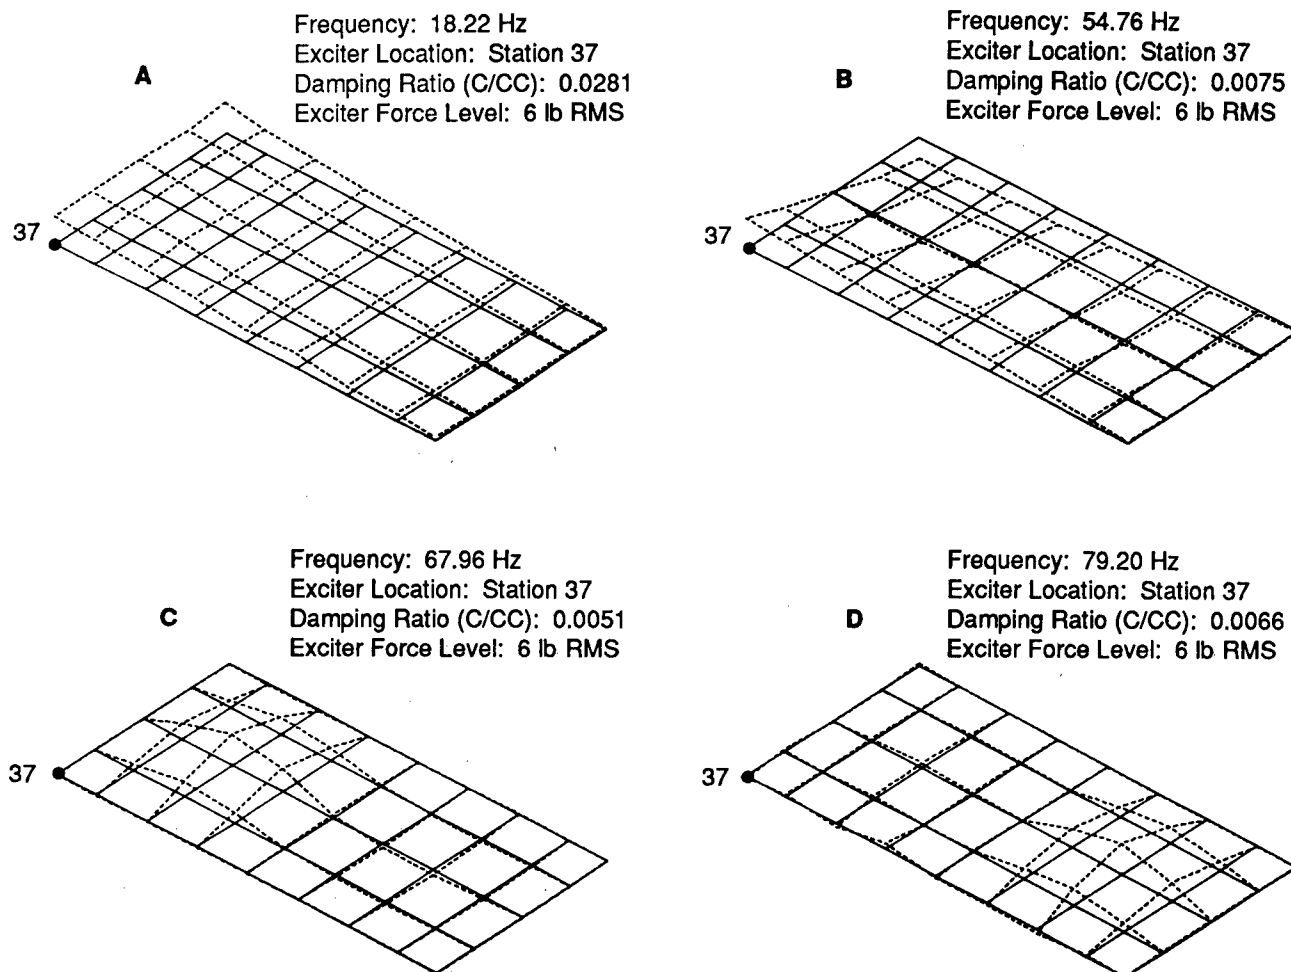 A
Frequency: 18.22 Hz
Exciter Location: Station 37
Damping Ratio (C/CC): 0.0281
Exciter Force Level: 6 lb RMS
37
B
Frequency: 54.76 Hz
Exciter Location: Station 37
Damping Ratio (C/CC): 0.0075
Exciter Force Level: 6 lb RMS
37
C
Frequency: 67.96 Hz
Exciter Location: Station 37
Damping Ratio (C/CC): 0.0051
Exciter Force Level: 6 lb RMS
37
D
Frequency: 79.20 Hz
Exciter Location: Station 37
Damping Ratio (C/CC): 0.0066
Exciter Force Level: 6 lb RMS
37